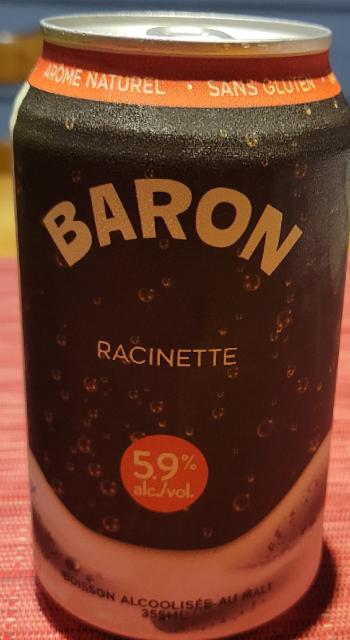 ARÔME NATUREL • SANS GLUTEN •
BARON
RACINETTE
5.9%
alc./vol.
BOISSON ALCOOLISÉE AU MALT
355ML